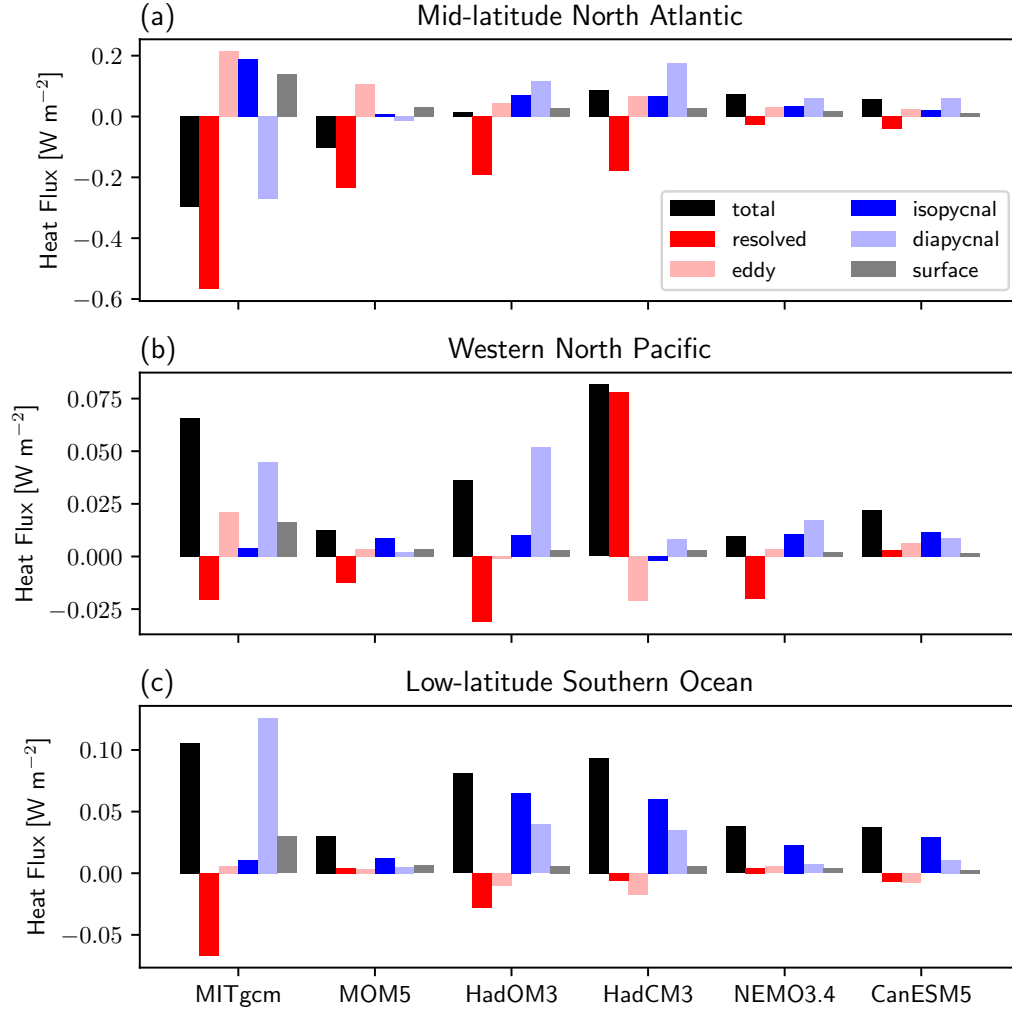 (a) Mid-latitude North Atlantic
0.2
0.0
−0.2
−0.4
−0.6
Heat Flux [W m−2]
total
resolved
eddy
isopycnal
diapycnal
surface
(b) Western North Pacific
0.075
0.050
0.025
0.000
−0.025
Heat Flux [W m−2]
(c) Low-latitude Southern Ocean
0.10
0.05
0.00
−0.05
Heat Flux [W m−2]
MITgcm MOM5 HadOM3 HadCM3 NEMO3.4 CanESM5